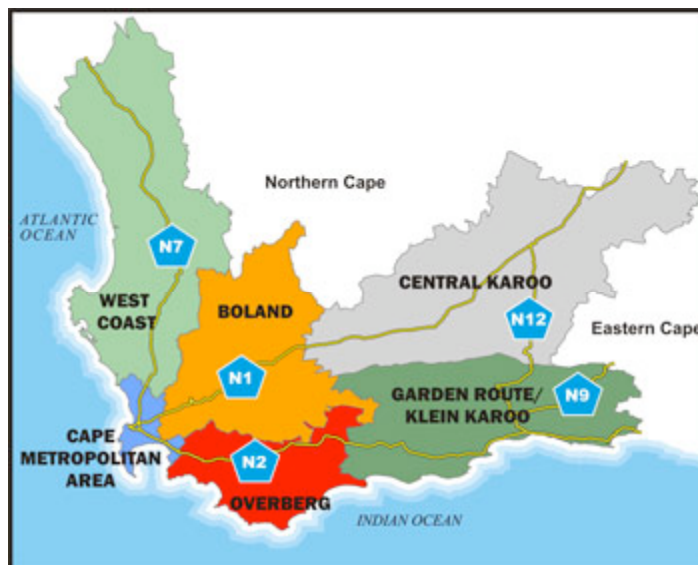 Northern Cape
ATLANTIC
OCEAN
N7
WEST
COAST
BOLAND
CENTRAL KAROO
N12
Eastern Cape
N1
GARDEN ROUTE/
KLEIN KAROO
N9
CAPE
METROPOLITAN
AREA
N2
OVERBERG
INDIAN OCEAN